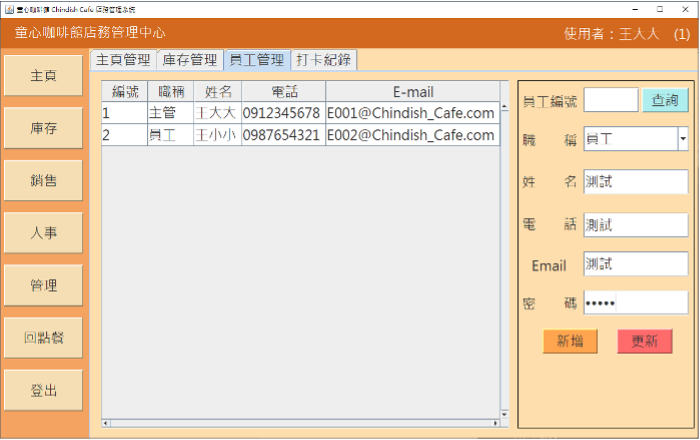 童心咖啡館 Chindish Cafe 店務管理系統
童心咖啡館店務管理中心
使用者：王大大 (1)
主頁
庫存
銷售
人事
管理
回點餐
登出
主頁管理 庫存管理 員工管理 打卡紀錄
編號 職稱 姓名 電話 E-mail
1 主管 王大大 0912345678 E001@Chindish_Cafe.com
2 員工 王小小 0987654321 E002@Chindish_Cafe.com
員工編號 查詢
職 稱 員工
姓 名 測試
電 話 測試
Email 測試
密 碼 •••••
新增 更新